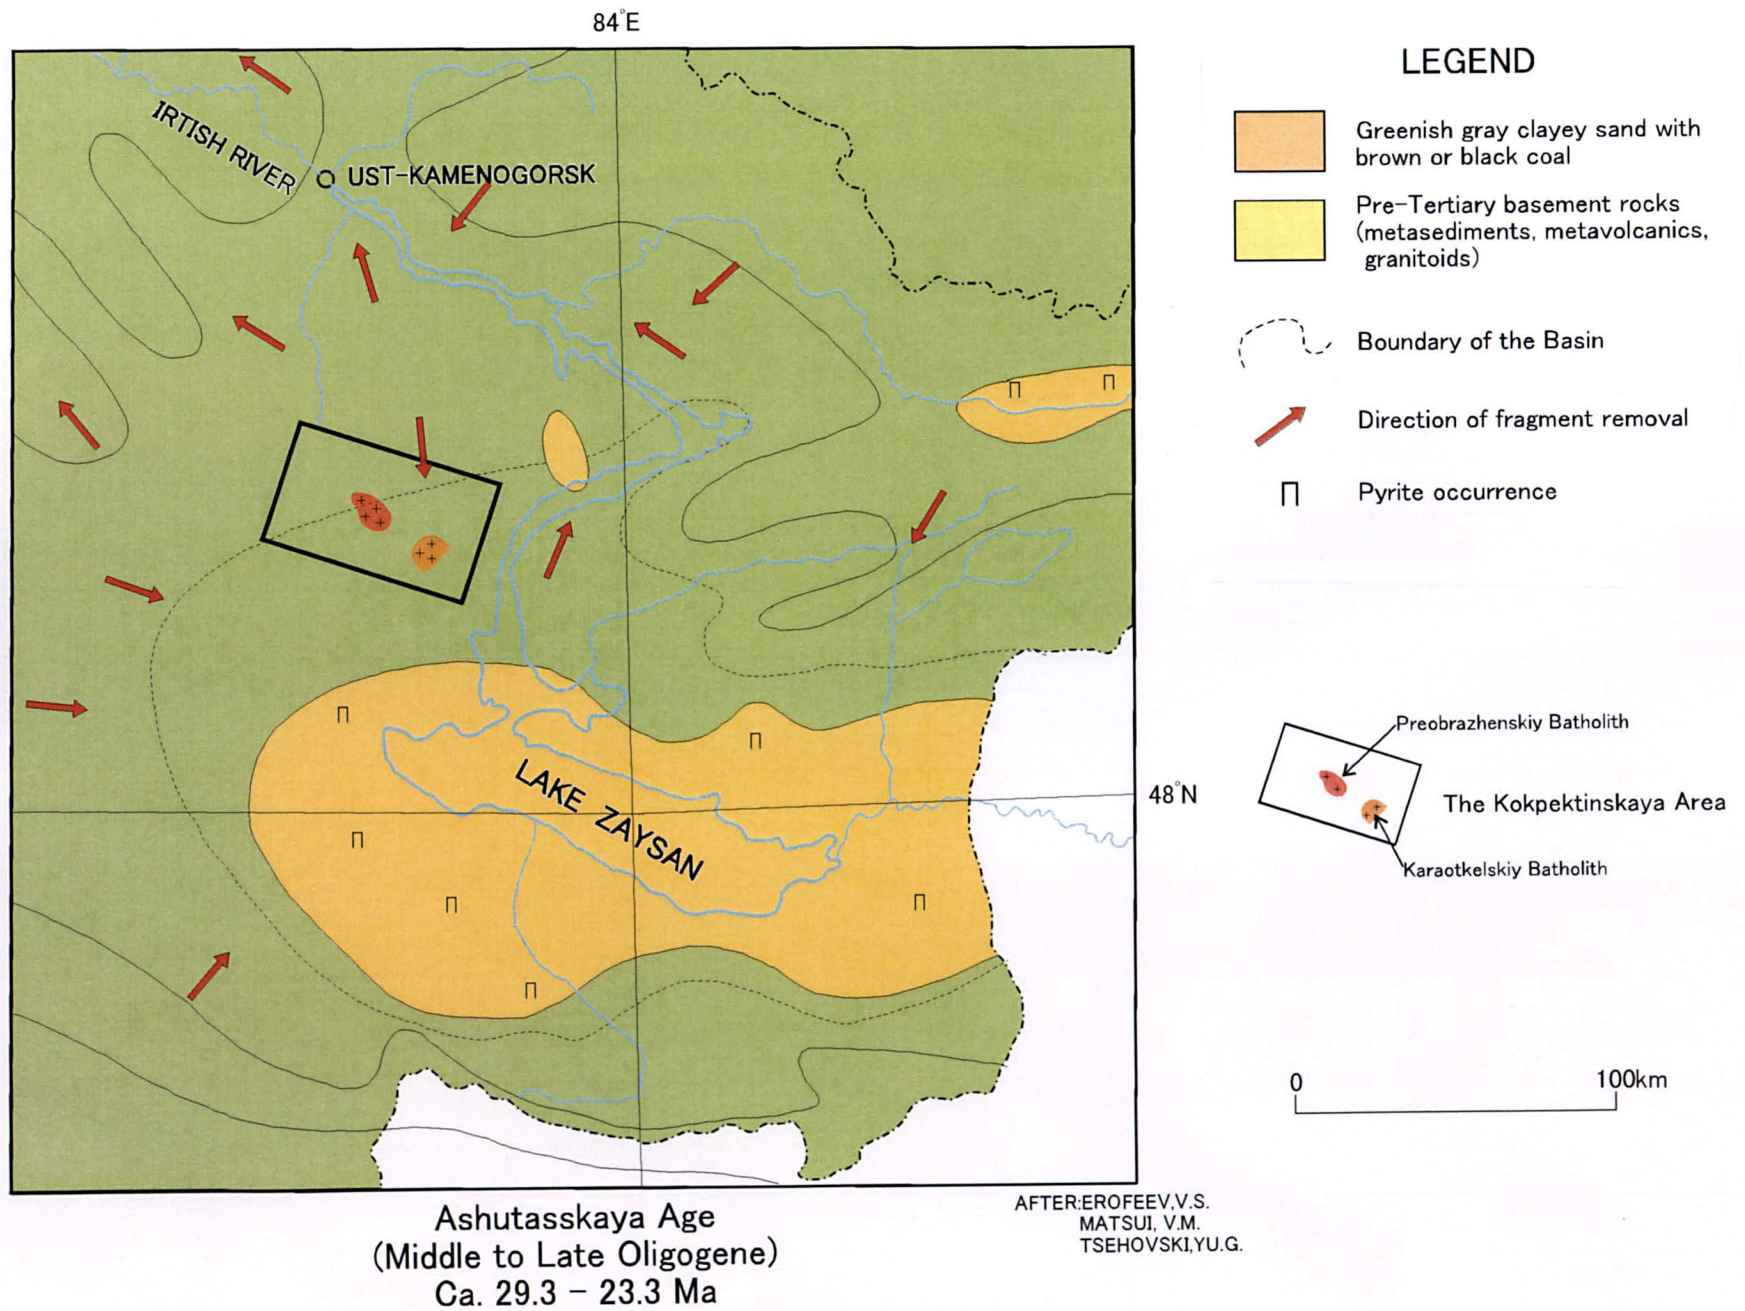 84°E
IRTISH RIVER
UST-KAMENOGORSK
LAKE ZAYSAN
48°N
П
П
П
П
П
П
П
П
LEGEND
Greenish gray clayey sand with
brown or black coal
Pre-Tertiary basement rocks
(metasediments, metavolcanics,
granitoids)
Boundary of the Basin
Direction of fragment removal
П
Pyrite occurrence
Preobrazhenskiy Batholith
The Kokpektinskaya Area
Karaotkelskiy Batholith
0 100km
Ashutasskaya Age
(Middle to Late Oligogene)
Ca. 29.3 - 23.3 Ma
AFTER:EROFEEV,V.S.
MATSUI, V.M.
TSEHOVSKI,YU.G.